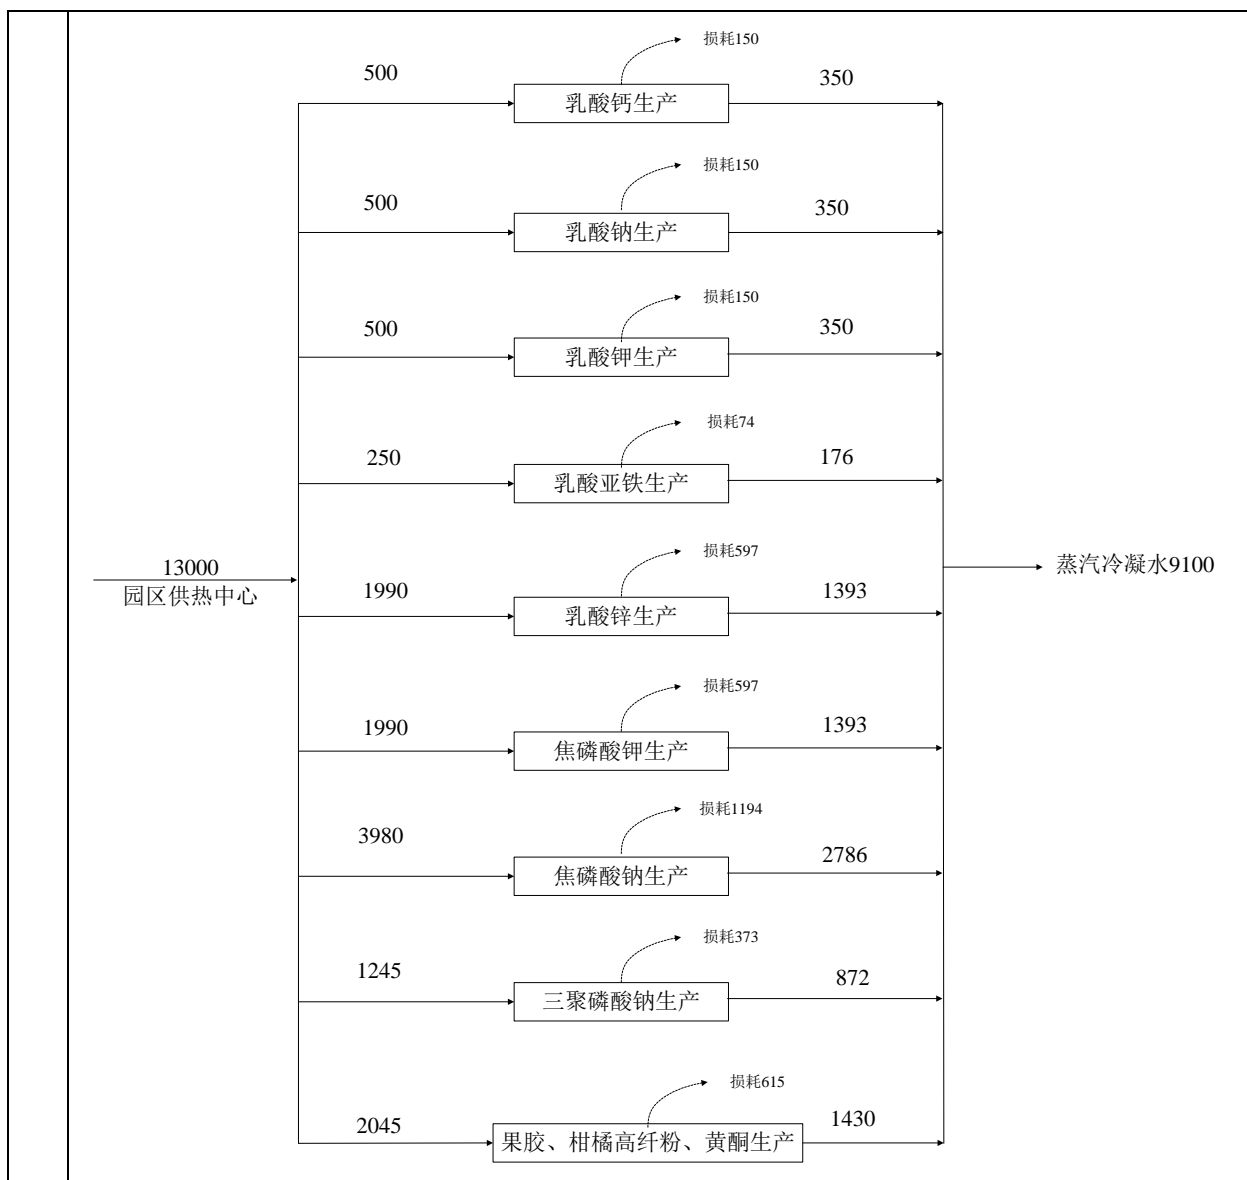 损耗150
500
350
乳酸钙生产
损耗150
500
350
乳酸钠生产
损耗150
500
350
乳酸钾生产
损耗74
250
176
乳酸亚铁生产
损耗597
13000
园区供热中心
蒸汽冷凝水9100
1990
1393
乳酸锌生产
损耗597
1990
1393
焦磷酸钾生产
损耗1194
3980
2786
焦磷酸钠生产
损耗373
1245
872
三聚磷酸钠生产
损耗615
2045
1430
果胶、柑橘高纤粉、黄酮生产